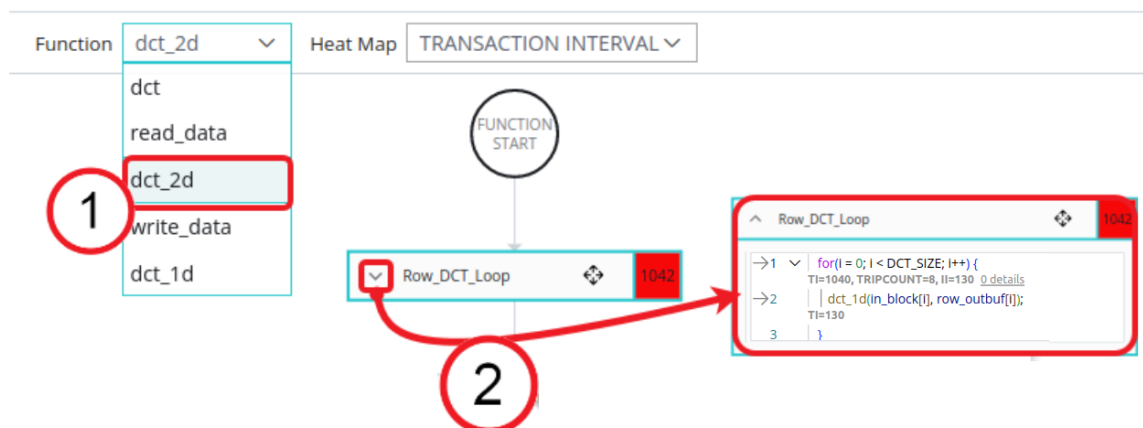 Function dct_2d Heat Map TRANSACTION INTERVAL
dct
read_data
dct_2d
write_data
dct_1d
1
FUNCTION
START
Row_DCT_Loop 1042
2
Row_DCT_Loop 1042
→1 for(i = 0; i < DCT_SIZE; i++) {
TI=1040, TRIPCOUNT=8, II=130 0 details
→2 dct_1d(in_block[i], row_outbuf[i]);
TI=130
3 }